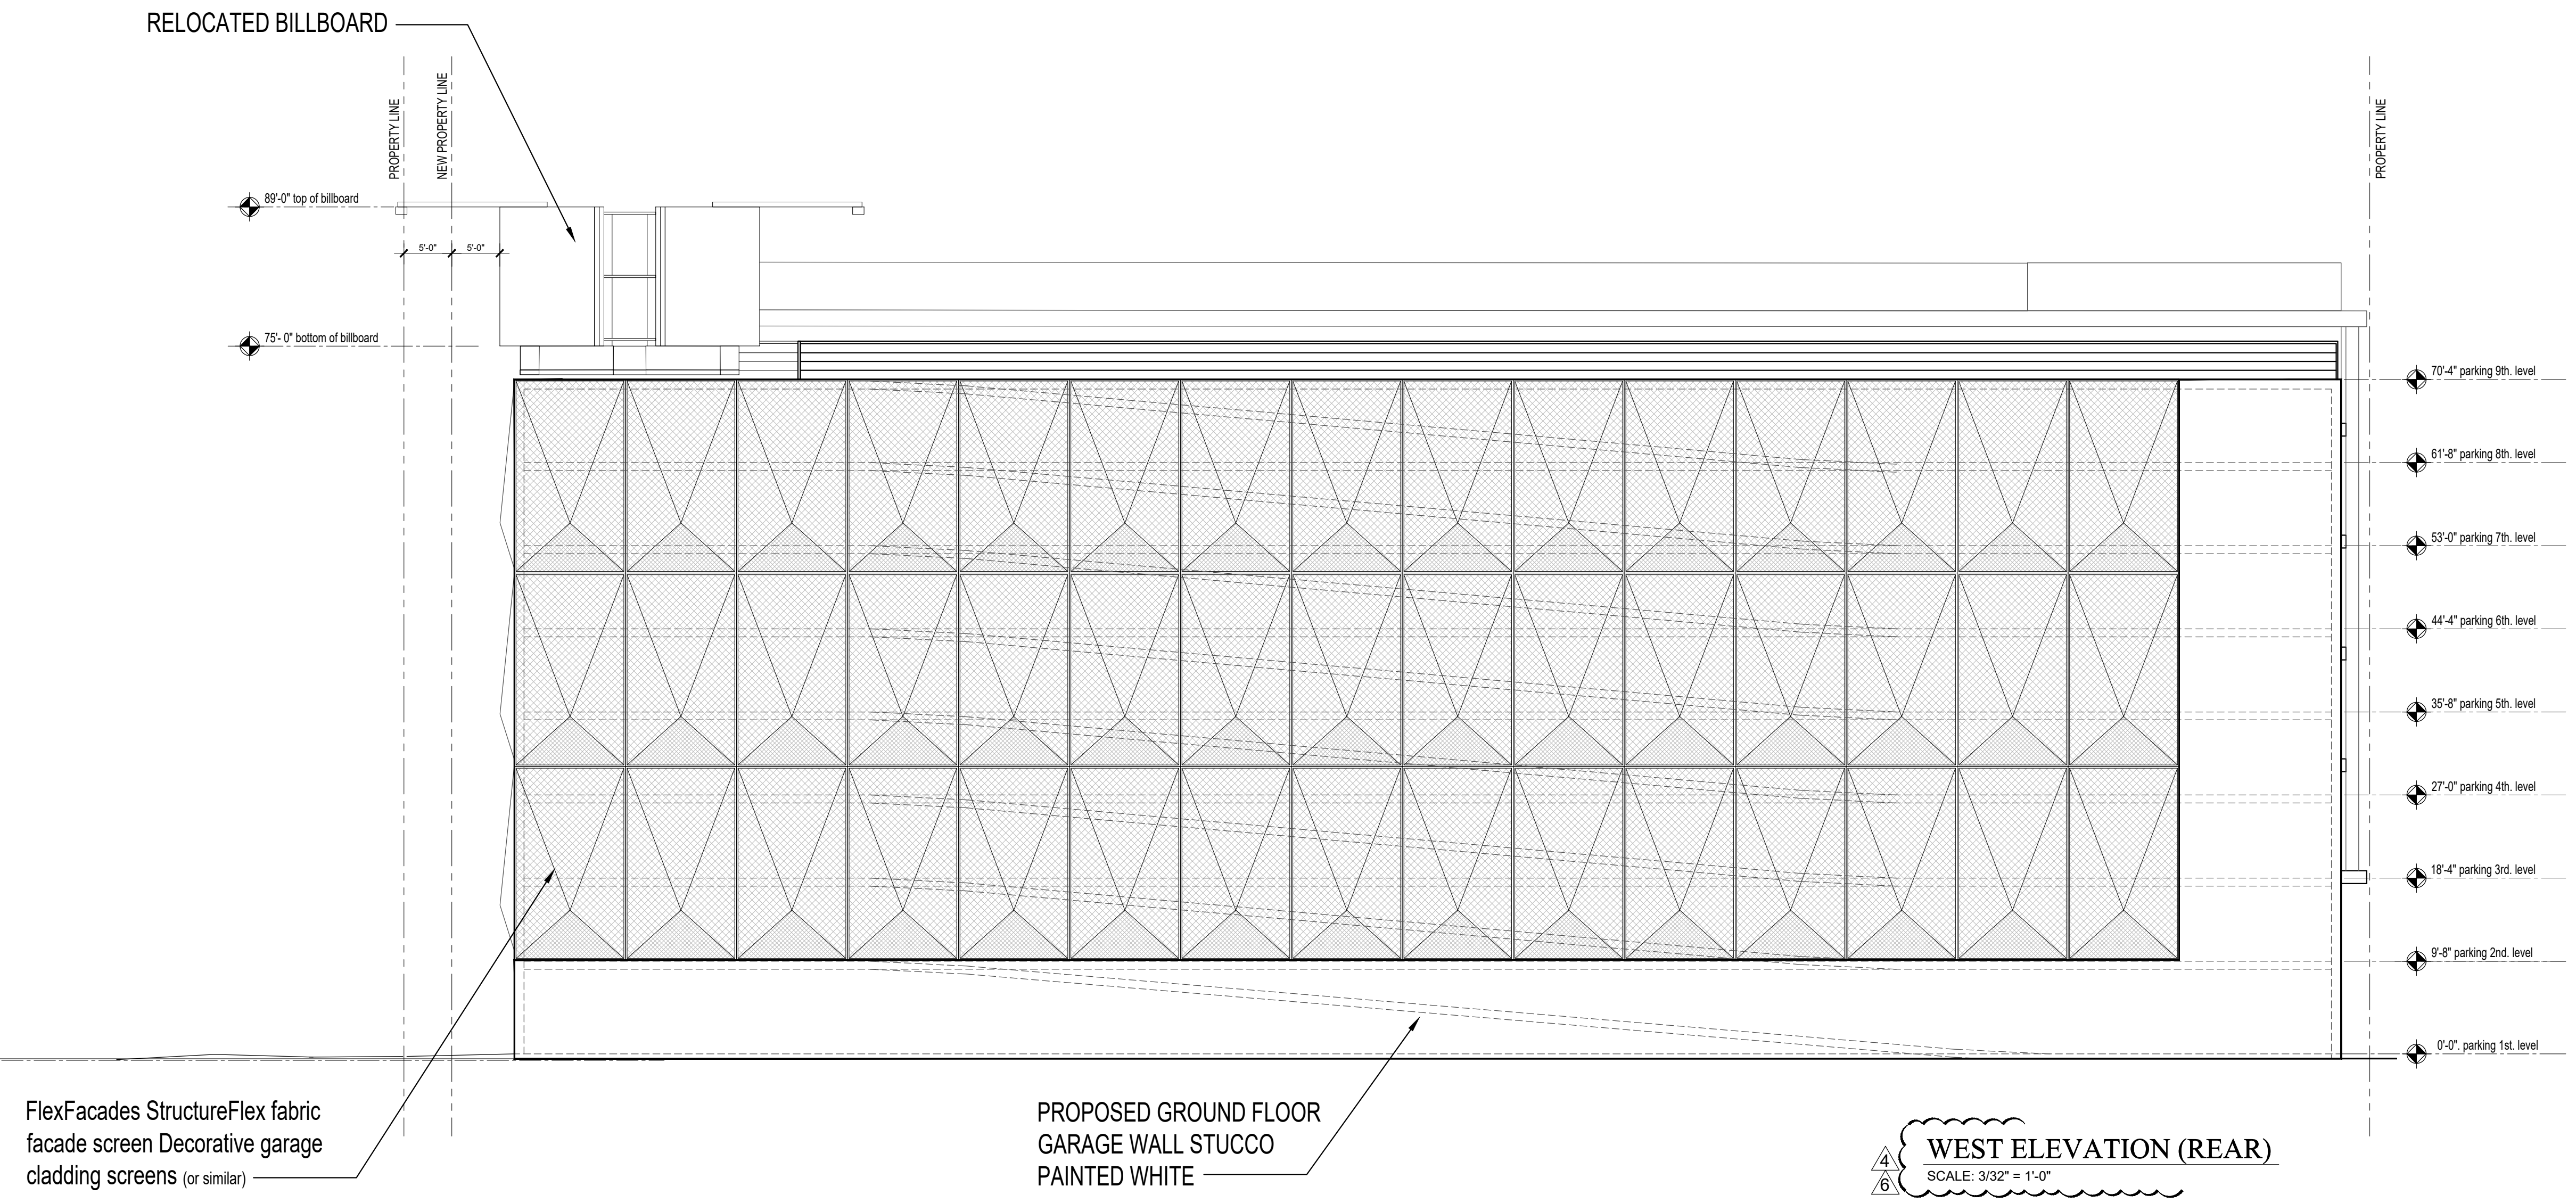 RELOCATED BILLBOARD
PROPERTY LINE
NEW PROPERTY LINE
PROPERTY LINE
89'-0" top of billboard
5'-0"
5'-0"
75'- 0" bottom of billboard
70'-4" parking 9th. level
61'-8" parking 8th. level
53'-0" parking 7th. level
44'-4" parking 6th. level
35'-8" parking 5th. level
27'-0" parking 4th. level
18'-4" parking 3rd. level
9'-8" parking 2nd. level
0'-0". parking 1st. level
FlexFacades StructureFlex fabric
facade screen Decorative garage
cladding screens (or similar)
PROPOSED GROUND FLOOR
GARAGE WALL STUCCO
PAINTED WHITE
4
6
WEST ELEVATION (REAR)
SCALE: 3/32" = 1'-0"